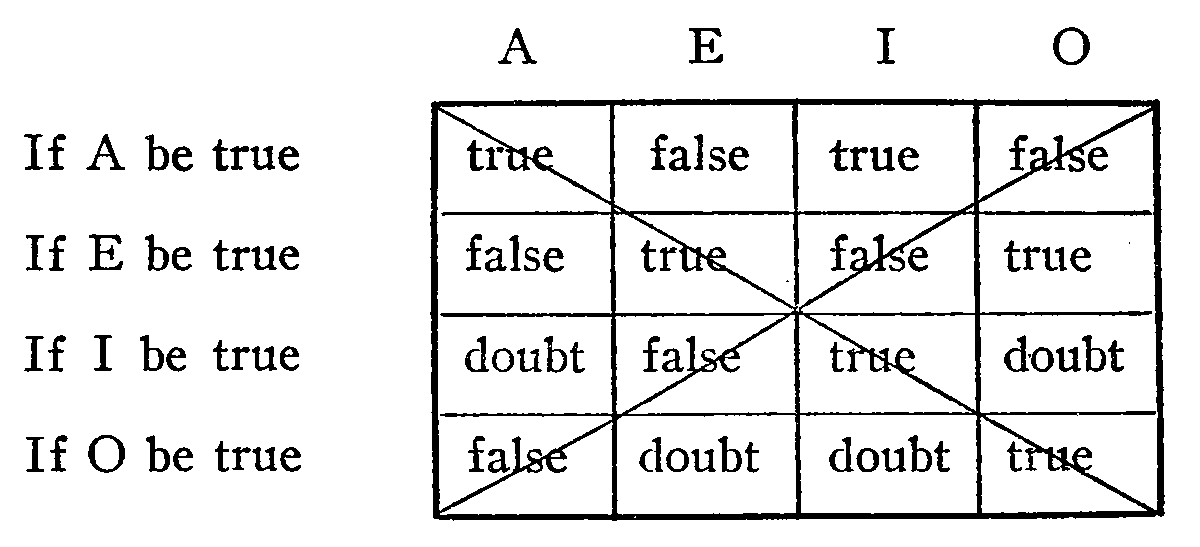 A E I O
If A be true true false true false
If E be true false true false true
If I be true doubt false true doubt
If O be true false doubt doubt true